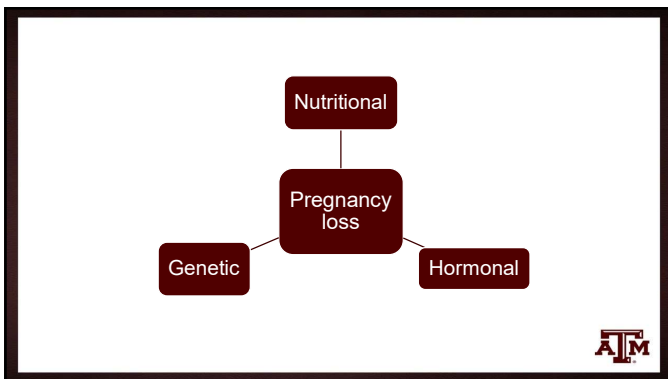 Nutritional
Pregnancy
loss
Genetic
Hormonal
ATM